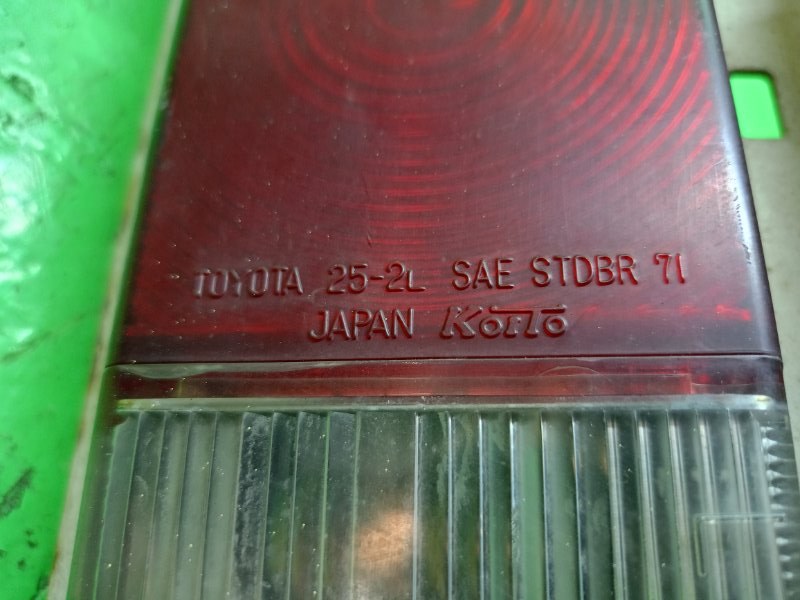 TOYOTA 25-2L SAE STDBR 71
JAPAN Koito